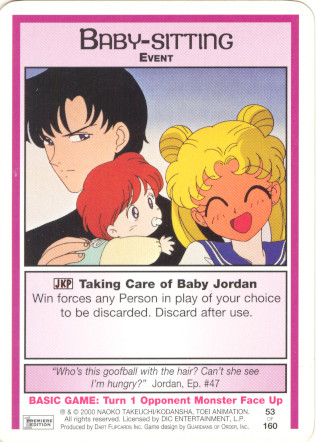 BABY-SITTING
EVENT
JKP Taking Care of Baby Jordan
Win forces any Person in play of your choice
to be discarded. Discard after use.
"Who's this goofball with the hair? Can't she see
I'm hungry?" Jordan, Ep. #47
BASIC GAME: Turn 1 Opponent Monster Face Up
PREMIERE
EDITION
® & © 2000 NAOKO TAKEUCHI/KODANSHA, TOEI ANIMATION.
All rights reserved. Licensed by DIC ENTERTAINMENT, L.P.
Produced by DART FLIPCARDS INC. Game design by GUARDIANS OF ORDER, INC.
53
OF
160